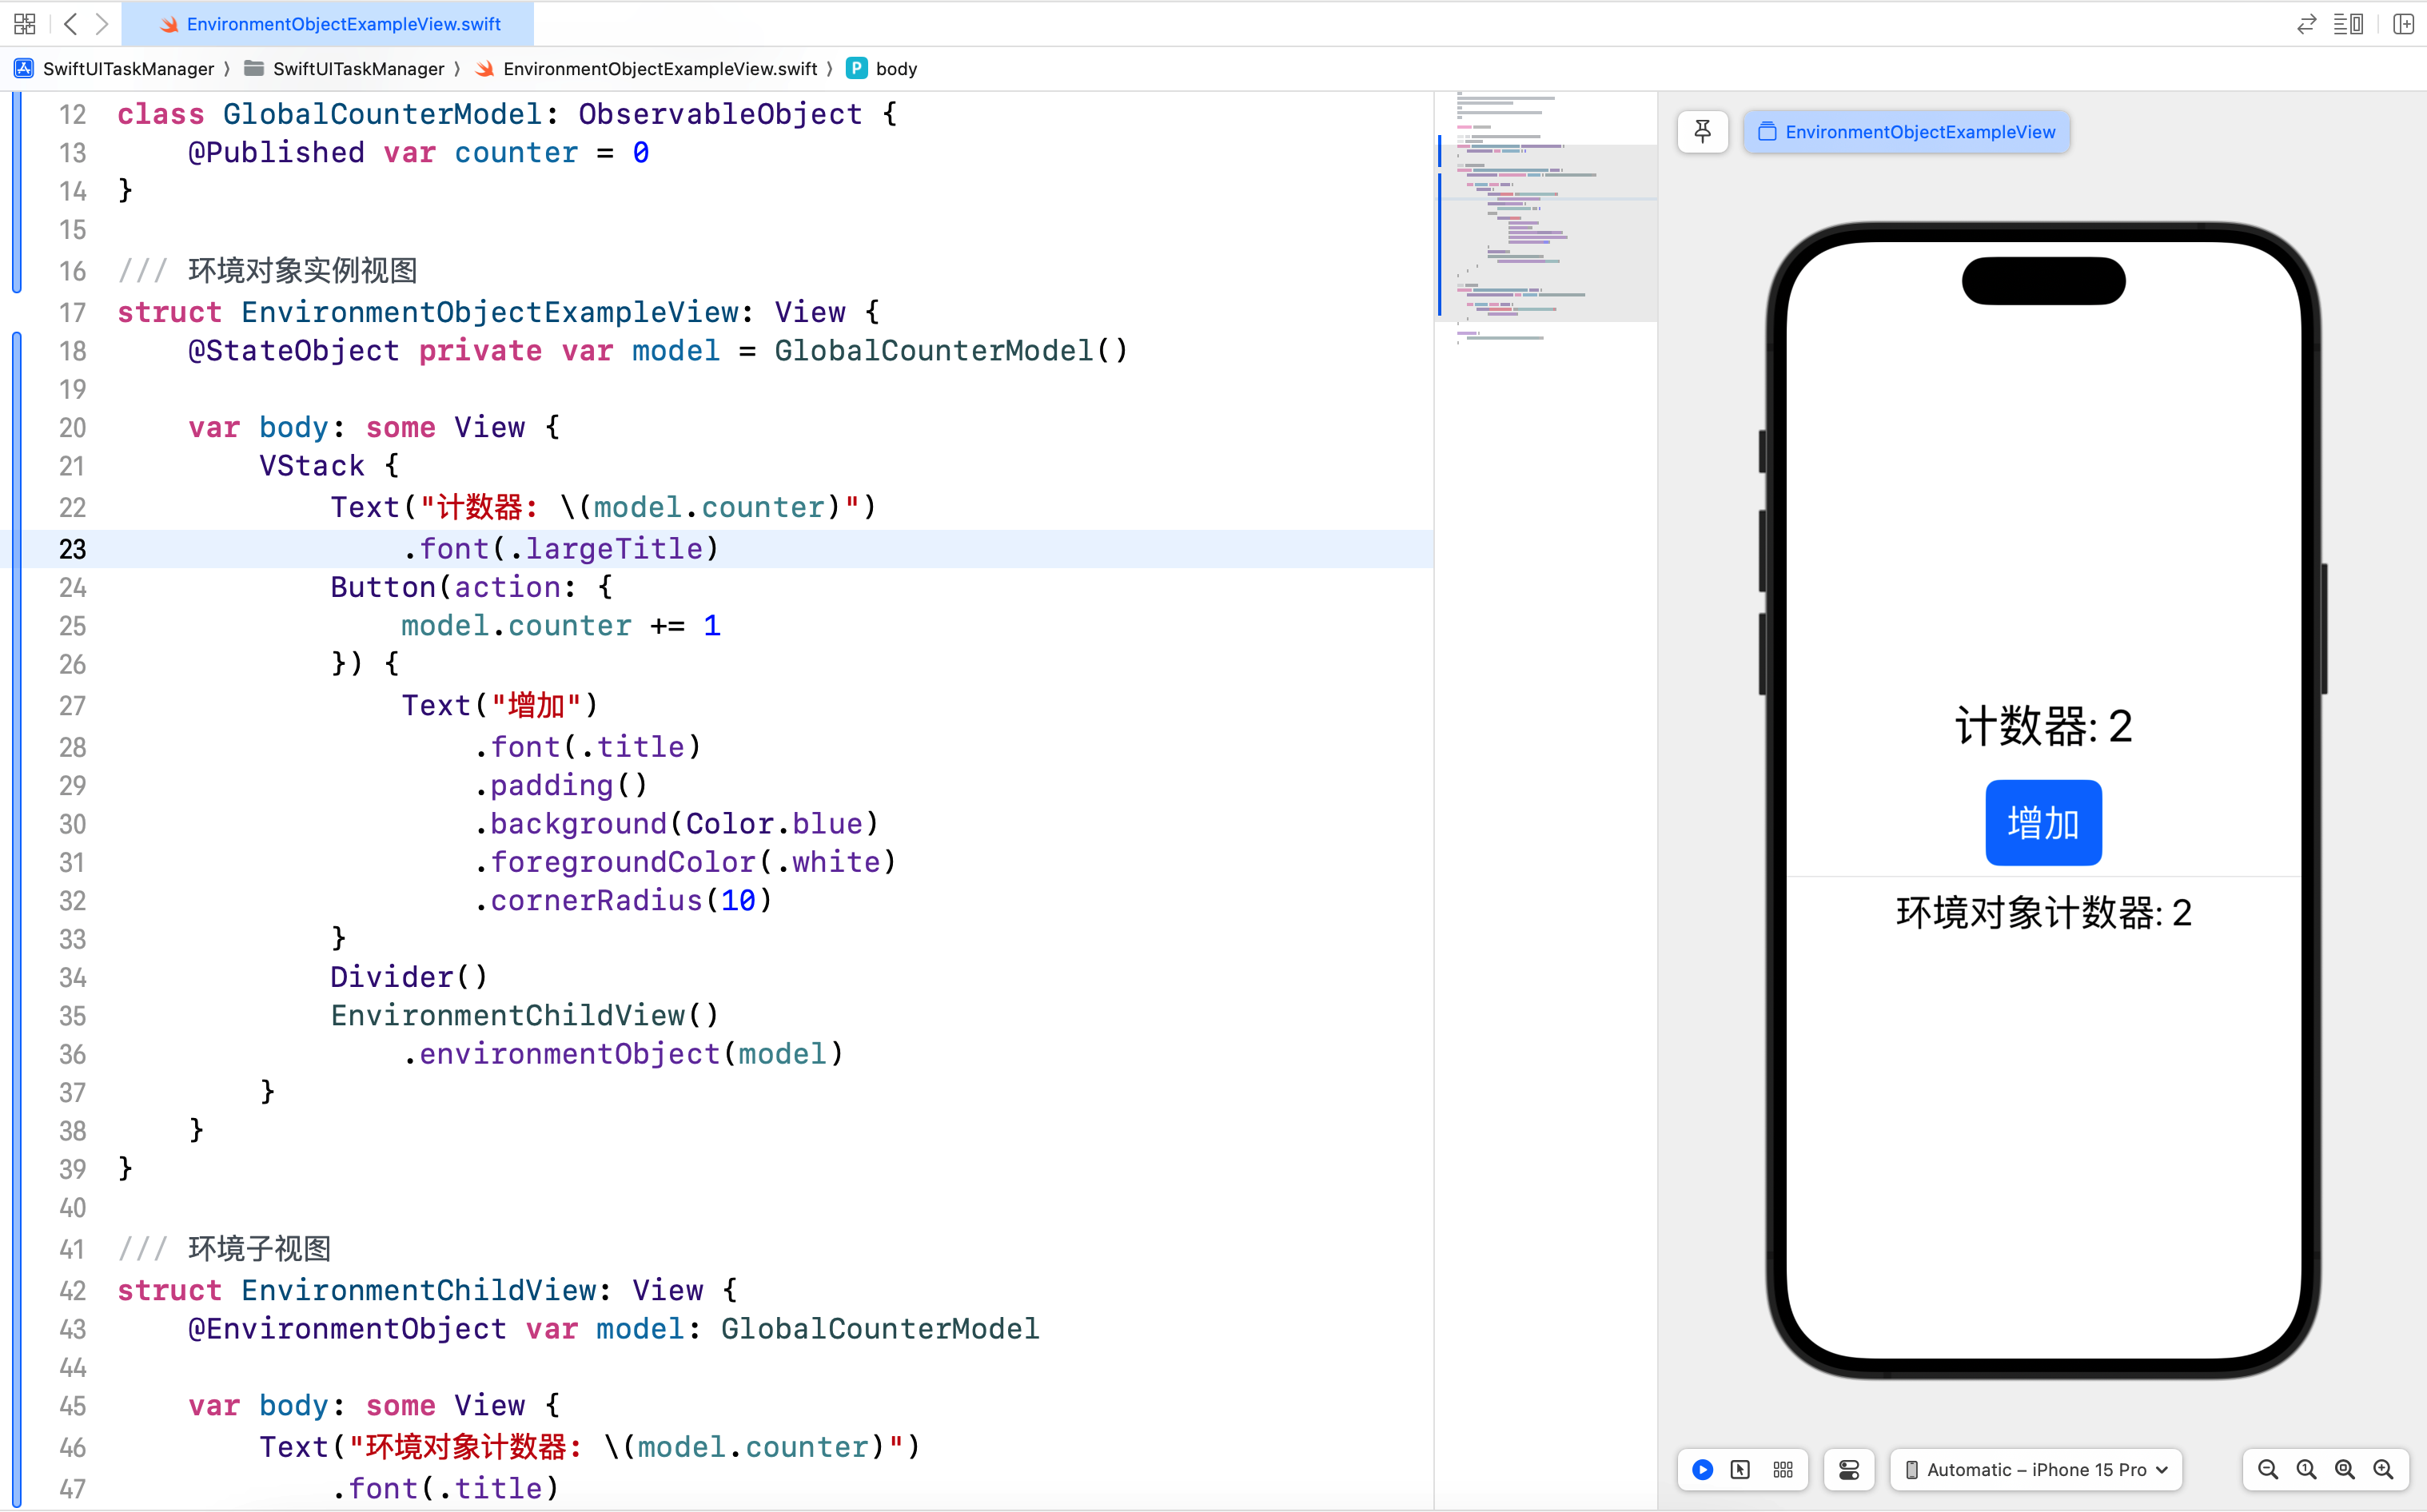 EnvironmentObjectExampleView.swift
SwiftUITaskManager 〉 SwiftUITaskManager 〉 EnvironmentObjectExampleView.swift 〉 P body
12 class GlobalCounterModel: ObservableObject {
13 @Published var counter = 0
14 }
15
16 /// 环境对象实例视图
17 struct EnvironmentObjectExampleView: View {
18 @StateObject private var model = GlobalCounterModel()
19
20 var body: some View {
21 VStack {
22 Text("计数器: \(model.counter)")
23 .font(.largeTitle)
24 Button(action: {
25 model.counter += 1
26 }) {
27 Text("增加")
28 .font(.title)
29 .padding()
30 .background(Color.blue)
31 .foregroundColor(.white)
32 .cornerRadius(10)
33 }
34 Divider()
35 EnvironmentChildView()
36 .environmentObject(model)
37 }
38 }
39 }
40
41 /// 环境子视图
42 struct EnvironmentChildView: View {
43 @EnvironmentObject var model: GlobalCounterModel
44
45 var body: some View {
46 Text("环境对象计数器: \(model.counter)")
47 .font(.title)
EnvironmentObjectExampleView
计数器: 2
增加
环境对象计数器: 2
Automatic – iPhone 15 Pro